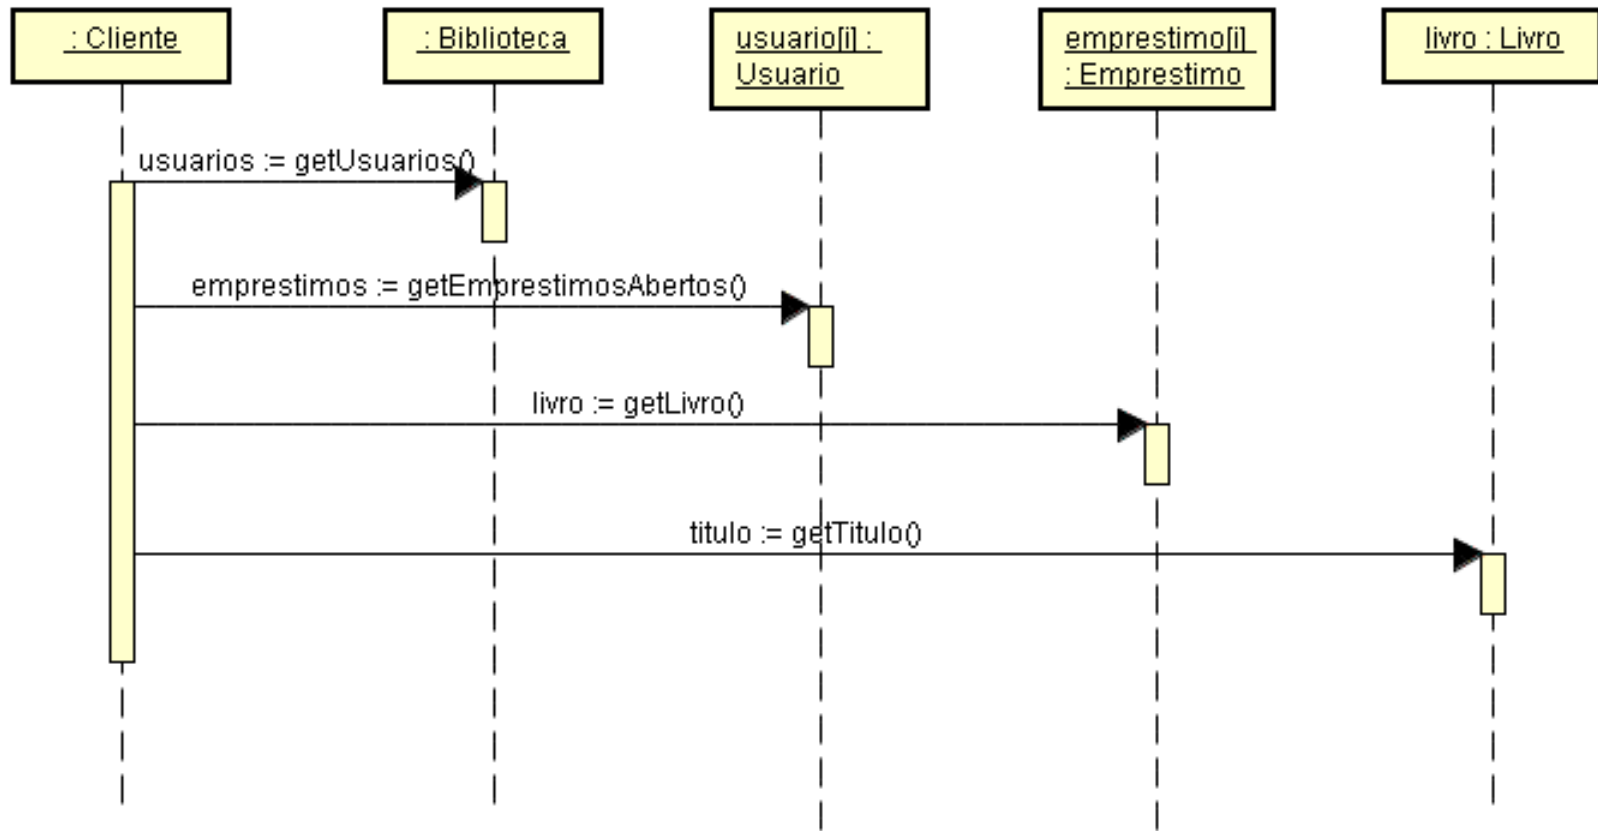 : Cliente
: Biblioteca
usuario[i] :
Usuario
emprestimo[i]
: Emprestimo
livro : Livro
usuarios := getUsuarios()
emprestimos := getEmprestimosAbertos()
livro := getLivro()
titulo := getTitulo()